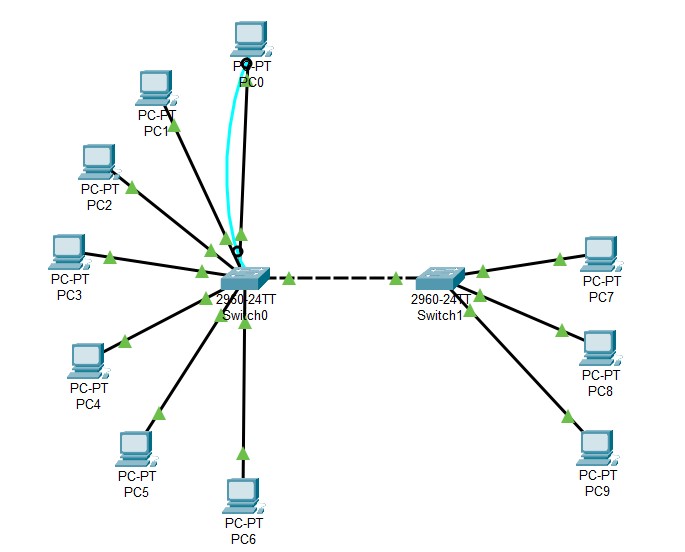 PC-PT
PC0
PC-PT
PC1
PC-PT
PC2
PC-PT
PC3
2960-24TT
Switch0
2960-24TT
Switch1
PC-PT
PC7
PC-PT
PC4
PC-PT
PC8
PC-PT
PC5
PC-PT
PC9
PC-PT
PC6